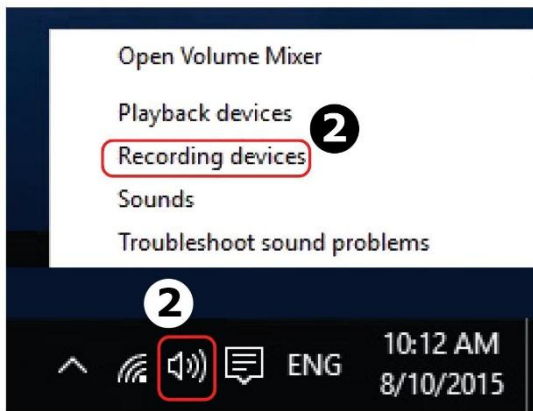 Open Volume Mixer
Playback devices
2
Recording devices
Sounds
Troubleshoot sound problems
2
ENG
10:12 AM
8/10/2015